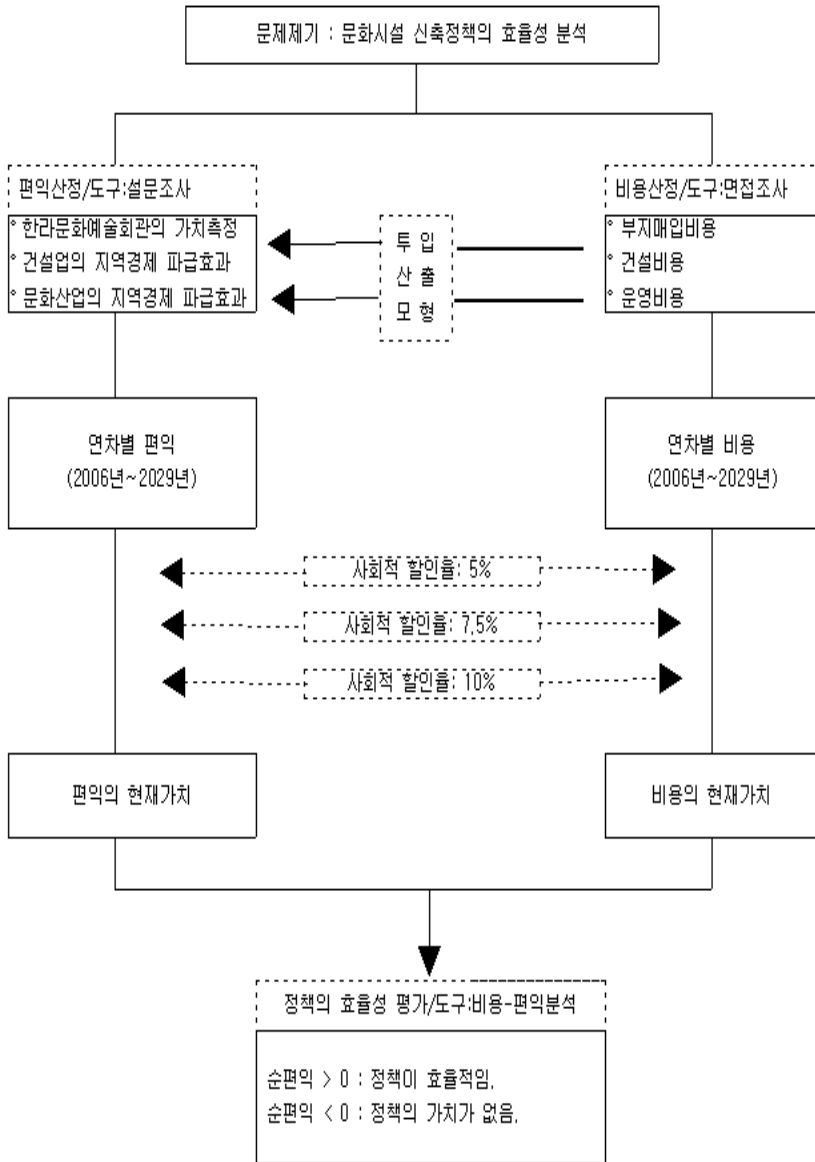 문제제기 : 문화시설 신축정책의 효율성 분석
편익산정/도구:설문조사
° 한라문화예술회관의 가치측정
° 건설업의 지역경제 파급효과
° 문화산업의 지역경제 파급효과
투 입
산 출
모 형
비용산정/도구:면접조사
° 부지매입비용
° 건설비용
° 운영비용
연차별 편익
(2006년~2029년)
연차별 비용
(2006년~2029년)
사회적 할인율: 5%
사회적 할인율: 7.5%
사회적 할인율: 10%
편익의 현재가치
비용의 현재가치
정책의 효율성 평가/도구:비용-편익분석
순편익 > 0 : 정책이 효율적임.
순편익 < 0 : 정책의 가치가 없음.